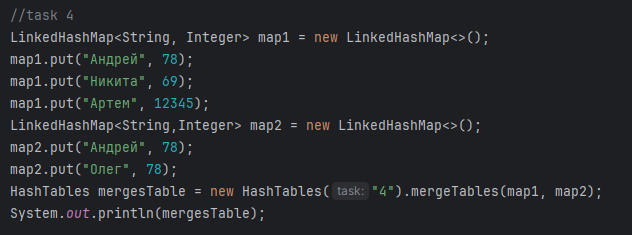 //task 4
LinkedHashMap<String, Integer> map1 = new LinkedHashMap<>();
map1.put("Андрей", 78);
map1.put("Никита", 69);
map1.put("Артем", 12345);
LinkedHashMap<String,Integer> map2 = new LinkedHashMap<>();
map2.put("Андрей", 78);
map2.put("Олег", 78);
HashTables mergesTable = new HashTables( task: "4").mergeTables(map1, map2);
System.out.println(mergesTable);